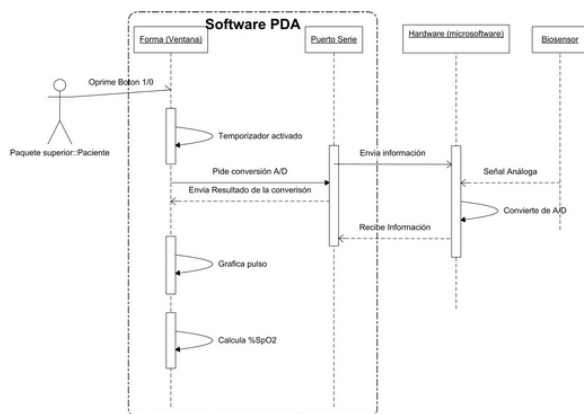 Software PDA
Forma (Ventana)
Puerto Serie
Hardware (microsoftware)
Biosensor
Oprime Boton 1/0
Paquete superior::Paciente
Temporizador activado
Envia información
Pide conversión A/D
Señal Análoga
Envia Resultado de la converisón
Convierte de A/D
Recibe Información
Grafica pulso
Calcula %SpO2